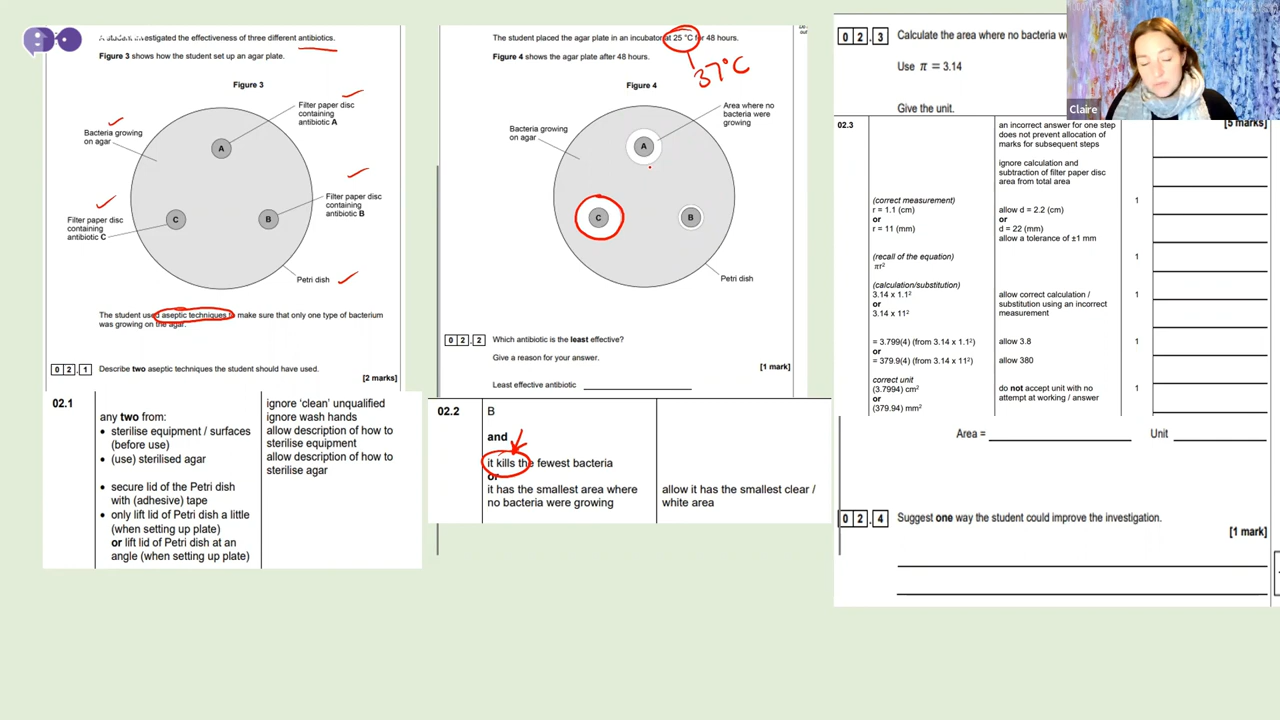 A student investigated the effectiveness of three different antibiotics.
Figure 3 shows how the student set up an agar plate.
Figure 3
Filter paper disc
containing
antibiotic A
Bacteria growing
on agar
A
Filter paper disc
containing
antibiotic B
Filter paper disc
containing
antibiotic C
C
B
Petri dish
The student used aseptic techniques to make sure that only one type of bacterium
was growing on the agar.
0 2 . 1 Describe two aseptic techniques the student should have used.
[2 marks]
02.1
any two from:
• sterilise equipment / surfaces
(before use)
• (use) sterilised agar
• secure lid of the Petri dish
with (adhesive) tape
• only lift lid of Petri dish a little
(when setting up plate)
or lift lid of Petri dish at an
angle (when setting up plate)
ignore 'clean' unqualified
ignore wash hands
allow description of how to
sterilise equipment
allow description of how to
sterilise agar
The student placed the agar plate in an incubator at 25 °C for 48 hours.
37°C
Figure 4 shows the agar plate after 48 hours.
Figure 4
Area where no
bacteria were
growing
Bacteria growing
on agar
A
C
B
Petri dish
0 2 . 2 Which antibiotic is the least effective?
Give a reason for your answer.
[1 mark]
Least effective antibiotic
02.2
B
and
it kills the fewest bacteria
or
it has the smallest area where
no bacteria were growing
allow it has the smallest clear /
white area
0 2 . 3 Calculate the area where no bacteria we
Use π = 3.14
Give the unit.
Claire
[5 marks]
02.3
an incorrect answer for one step
does not prevent allocation of
marks for subsequent steps
ignore calculation and
subtraction of filter paper disc
area from total area
(correct measurement)
r = 1.1 (cm)
or
r = 11 (mm)
allow d = 2.2 (cm)
or
d = 22 (mm)
allow a tolerance of ±1 mm
1
(recall of the equation)
πr²
1
(calculation/substitution)
3.14 x 1.1²
or
3.14 x 11²
allow correct calculation /
substitution using an incorrect
measurement
1
= 3.799(4) (from 3.14 x 1.1²)
or
= 379.9(4) (from 3.14 x 11²)
allow 3.8
allow 380
1
correct unit
(3.7994) cm²
or
(379.94) mm²
do not accept unit with no
attempt at working / answer
1
Area = Unit
0 2 . 4 Suggest one way the student could improve the investigation.
[1 mark]